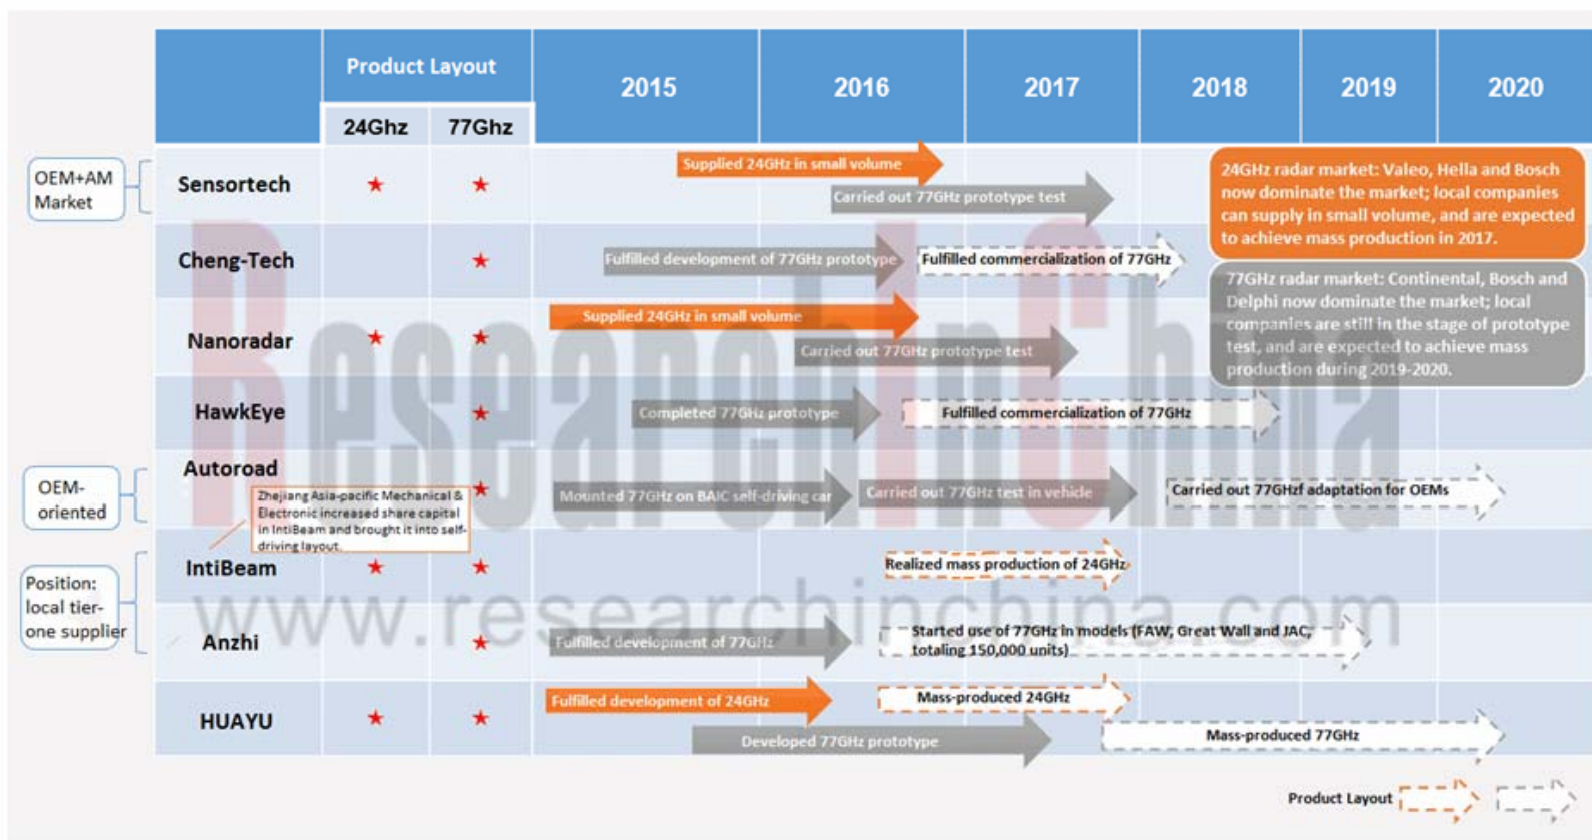 Product Layout
2015
2016
2017
2018
2019
2020
24Ghz
77Ghz
OEM+AM
Market
Sensortech
Supplied 24GHz in small volume
Carried out 77GHz prototype test
24GHz radar market: Valeo, Hella and Bosch
now dominate the market; local companies
can supply in small volume, and are expected
to achieve mass production in 2017.
Cheng-Tech
Fulfilled development of 77GHz prototype
Fulfilled commercialization of 77GHz
77GHz radar market: Continental, Bosch and
Delphi now dominate the market; local
companies are still in the stage of prototype
test, and are expected to achieve mass
production during 2019-2020.
Nanoradar
Supplied 24GHz in small volume
Carried out 77GHz prototype test
HawkEye
Completed 77GHz prototype
Fulfilled commercialization of 77GHz
OEM-
oriented
Autoroad
Mounted 77GHz on BAIC self-driving car
Carried out 77GHz test in vehicle
Carried out 77GHzf adaptation for OEMs
Zhejiang Asia-pacific Mechanical &
Electronic increased share capital
in IntiBeam and brought it into self-
driving layout.
Position:
local tier-
one supplier
IntiBeam
Realized mass production of 24GHz
Anzhi
Fulfilled development of 77GHz
Started use of 77GHz in models (FAW, Great Wall and JAC,
totaling 150,000 units)
HUAYU
Fulfilled development of 24GHz
Mass-produced 24GHz
Developed 77GHz prototype
Mass-produced 77GHz
Product Layout
ResearchInChina
www.researchinchina.com